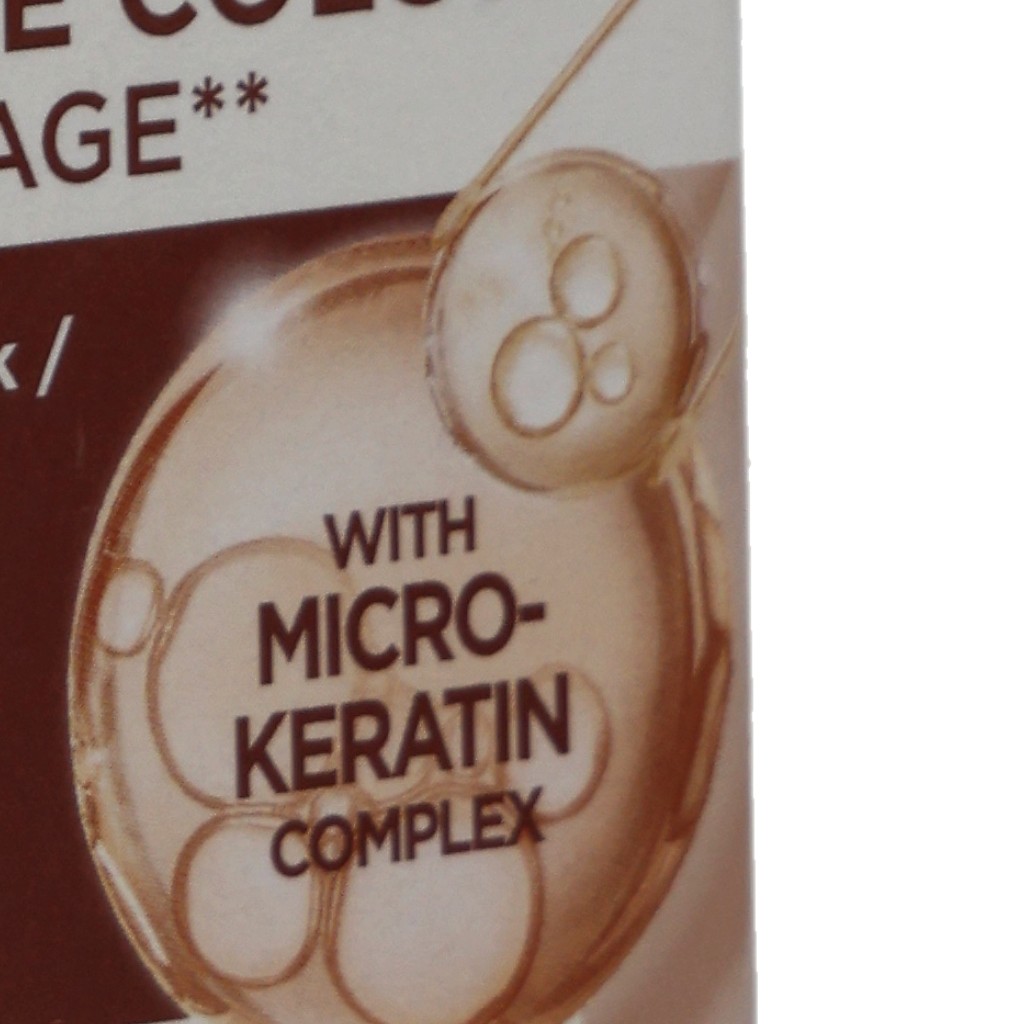 AGE**
/
WITH
MICRO-
KERATIN
COMPLEX